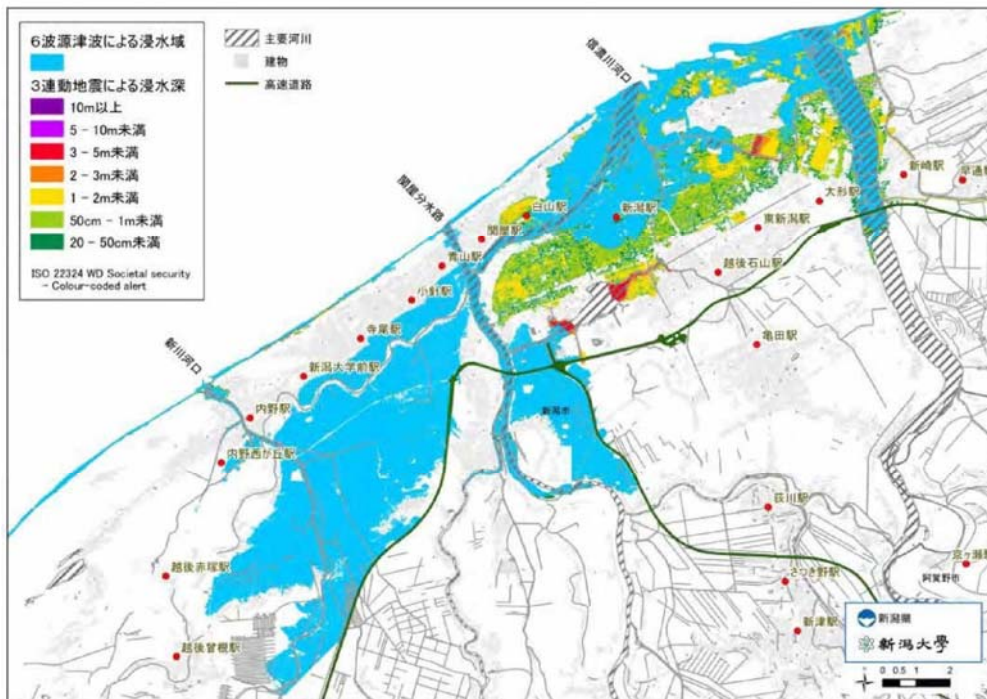 6波源津波による浸水域
3連動地震による浸水深
10m以上
5 - 10m未満
3 - 5m未満
2 - 3m未満
1 - 2m未満
50cm - 1m未満
20 - 50cm未満
ISO 22324 WD Societal security
- Colour-coded alert
主要河川
建物
高速道路
信濃川河口
関屋分水路
新川河口
白山駅
新潟駅
関屋駅
青山駅
小針駅
寺尾駅
新潟大学前駅
内野駅
内野西が丘駅
越後赤塚駅
越後曽根駅
新崎駅
早通
大形駅
東新潟駅
越後石山駅
亀田駅
新潟市
荻川駅
さつき野駅
新津駅
京ヶ瀬
阿賀野市
新潟県
新潟大學
0 0.5 1 2